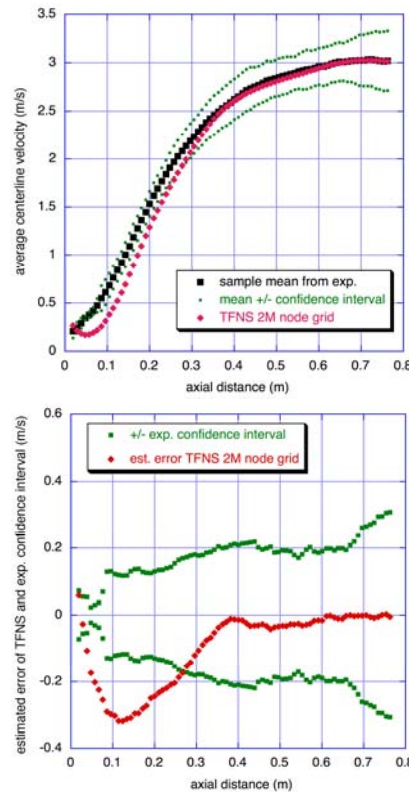 3.5
3
2.5
2
1.5
1
0.5
0
average centerline velocity (m/s)
sample mean from exp.
mean +/- confidence interval
TFNS 2M node grid
0 0.1 0.2 0.3 0.4 0.5 0.6 0.7 0.8
axial distance (m)
0.6
0.4
0.2
0
-0.2
-0.4
estimated error of TFNS and exp. confidence interval (m/s)
+/- exp. confidence interval
est. error TFNS 2M node grid
0 0.1 0.2 0.3 0.4 0.5 0.6 0.7 0.8
axial distance (m)